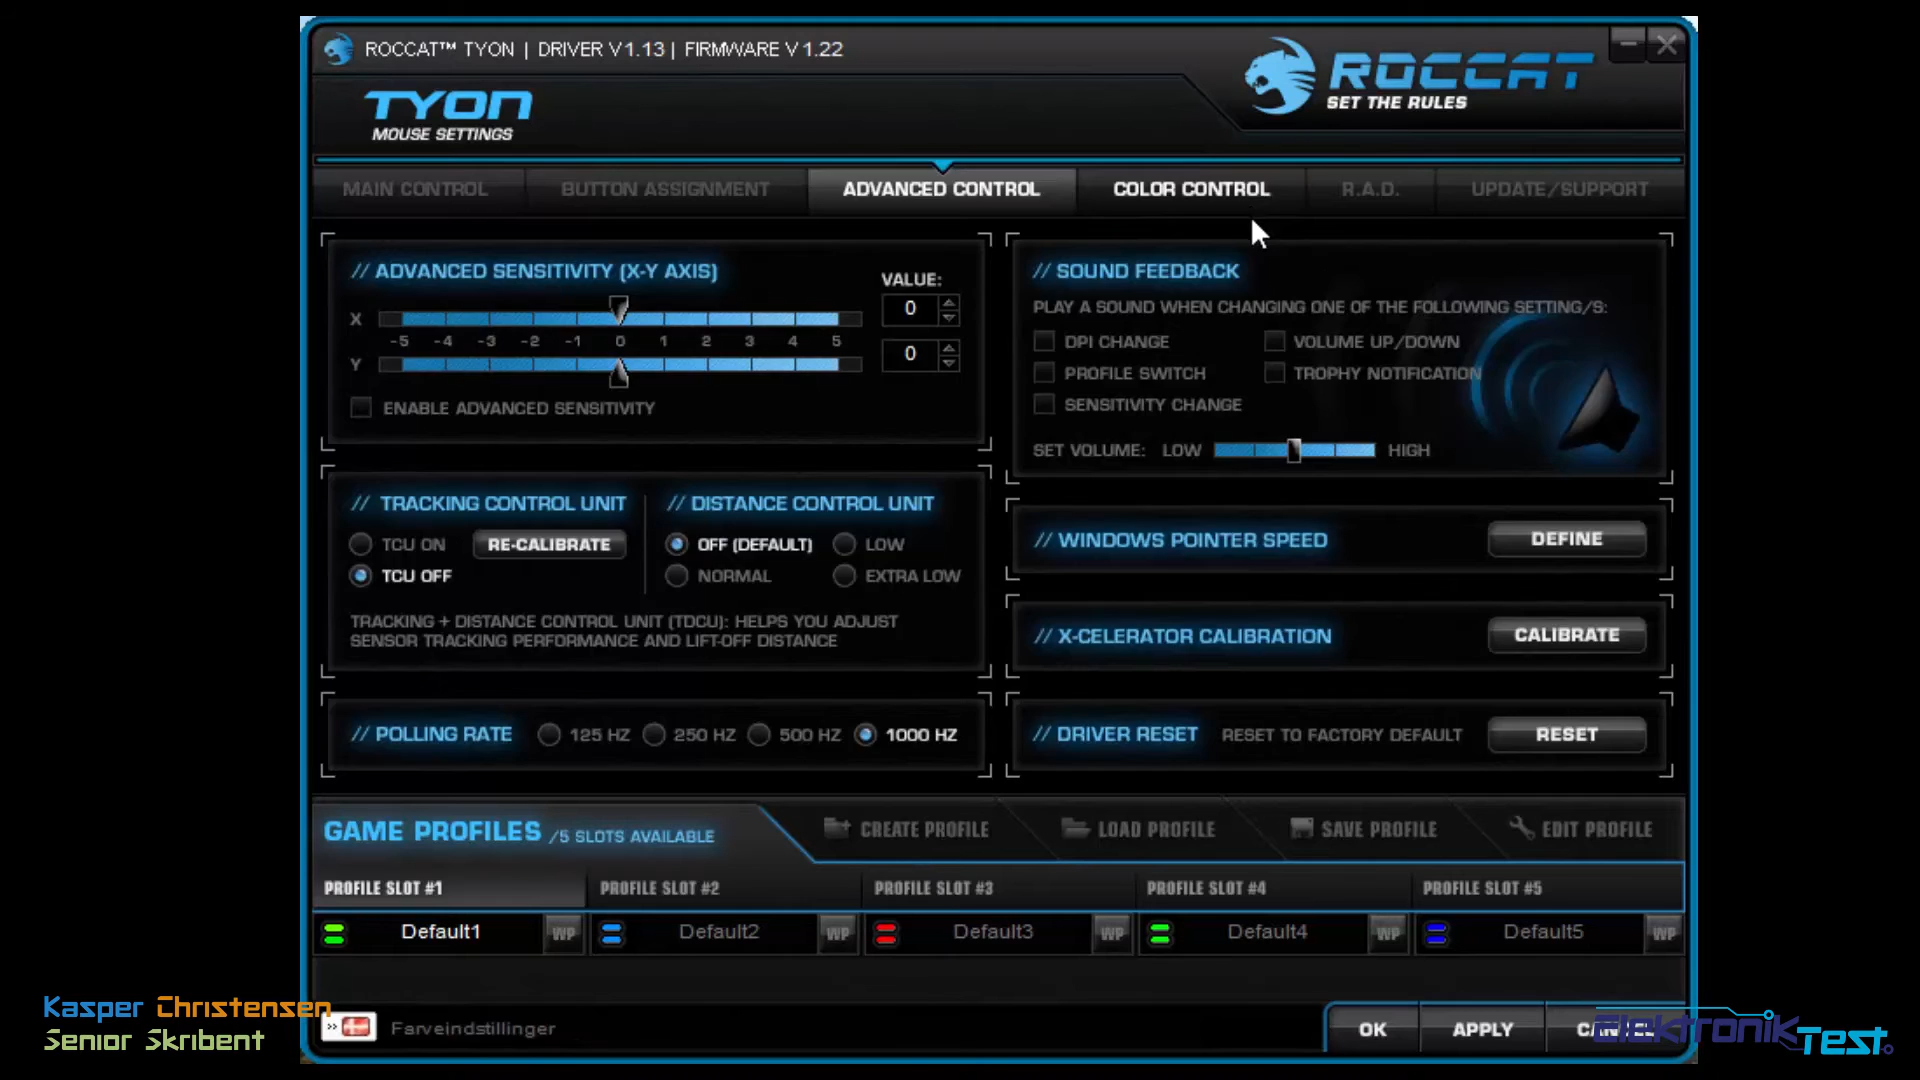 ROCCAT™ TYON | DRIVER V1.13 | FIRMWARE V1.22
ROCCAT
SET THE RULES
TYON
MOUSE SETTINGS
MAIN CONTROL
BUTTON ASSIGNMENT
ADVANCED CONTROL
COLOR CONTROL
R.A.D.
UPDATE/SUPPORT
// ADVANCED SENSITIVITY (X-Y AXIS)
VALUE:
X
0
-5 -4 -3 -2 -1 0 1 2 3 4 5
Y
0
ENABLE ADVANCED SENSITIVITY
// TRACKING CONTROL UNIT
TCU ON
RE-CALIBRATE
TCU OFF
// DISTANCE CONTROL UNIT
OFF (DEFAULT)
LOW
NORMAL
EXTRA LOW
TRACKING + DISTANCE CONTROL UNIT (TDCU): HELPS YOU ADJUST
SENSOR TRACKING PERFORMANCE AND LIFT-OFF DISTANCE
// POLLING RATE
125 HZ
250 HZ
500 HZ
1000 HZ
// SOUND FEEDBACK
PLAY A SOUND WHEN CHANGING ONE OF THE FOLLOWING SETTING/S:
DPI CHANGE
VOLUME UP/DOWN
PROFILE SWITCH
TROPHY NOTIFICATION
SENSITIVITY CHANGE
SET VOLUME: LOW HIGH
// WINDOWS POINTER SPEED
DEFINE
// X-CELERATOR CALIBRATION
CALIBRATE
// DRIVER RESET
RESET TO FACTORY DEFAULT
RESET
GAME PROFILES /5 SLOTS AVAILABLE
CREATE PROFILE
LOAD PROFILE
SAVE PROFILE
EDIT PROFILE
PROFILE SLOT #1
PROFILE SLOT #2
PROFILE SLOT #3
PROFILE SLOT #4
PROFILE SLOT #5
Default1 WP
Default2 WP
Default3 WP
Default4 WP
Default5 WP
Kasper Christensen
Senior Skribent
»
Farveindstillinger
OK
APPLY
ElektronikTest.